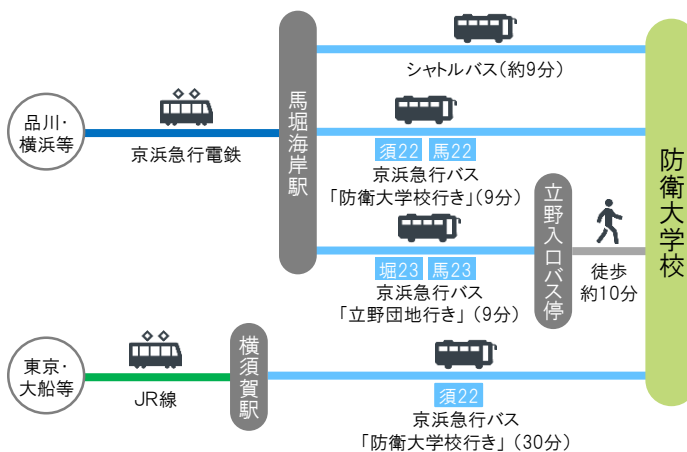 品川・
横浜等
京浜急行電鉄
馬堀海岸駅
シャトルバス(約9分)
須22 馬22
京浜急行バス
「防衛大学校行き」(9分)
堀23 馬23
京浜急行バス
「立野団地行き」(9分)
立野入口バス停
徒歩
約10分
防衛大学校
東京・
大船等
JR線
横須賀駅
須22
京浜急行バス
「防衛大学校行き」(30分)